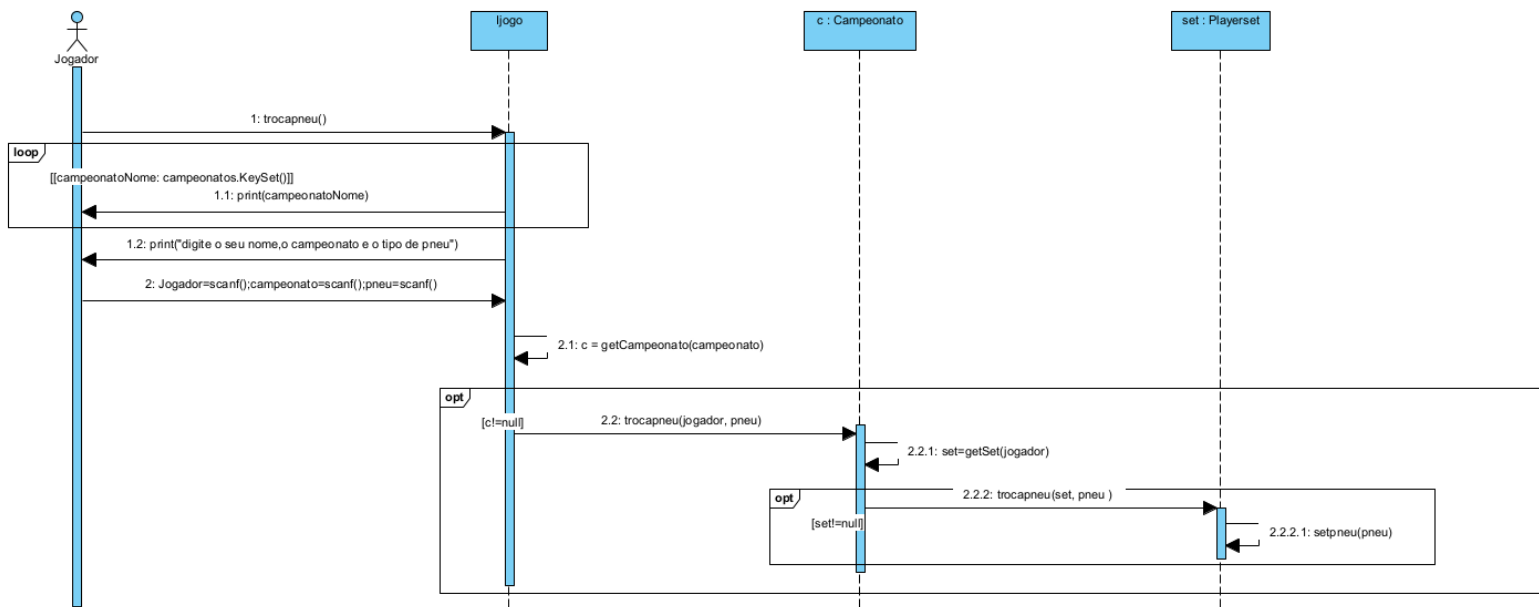 Jogador
Ijogo
c : Campeonato
set : Playerset
1: trocapneu()
loop
[[campeonatoNome: campeonatos.KeySet()]]
1.1: print(campeonatoNome)
1.2: print("digite o seu nome,o campeonato e o tipo de pneu")
2: Jogador=scanf();campeonato=scanf();pneu=scanf()
2.1: c = getCampeonato(campeonato)
opt
[c!=null]
2.2: trocapneu(jogador, pneu)
2.2.1: set=getSet(jogador)
opt
2.2.2: trocapneu(set, pneu )
[set!=null]
2.2.2.1: setpneu(pneu)